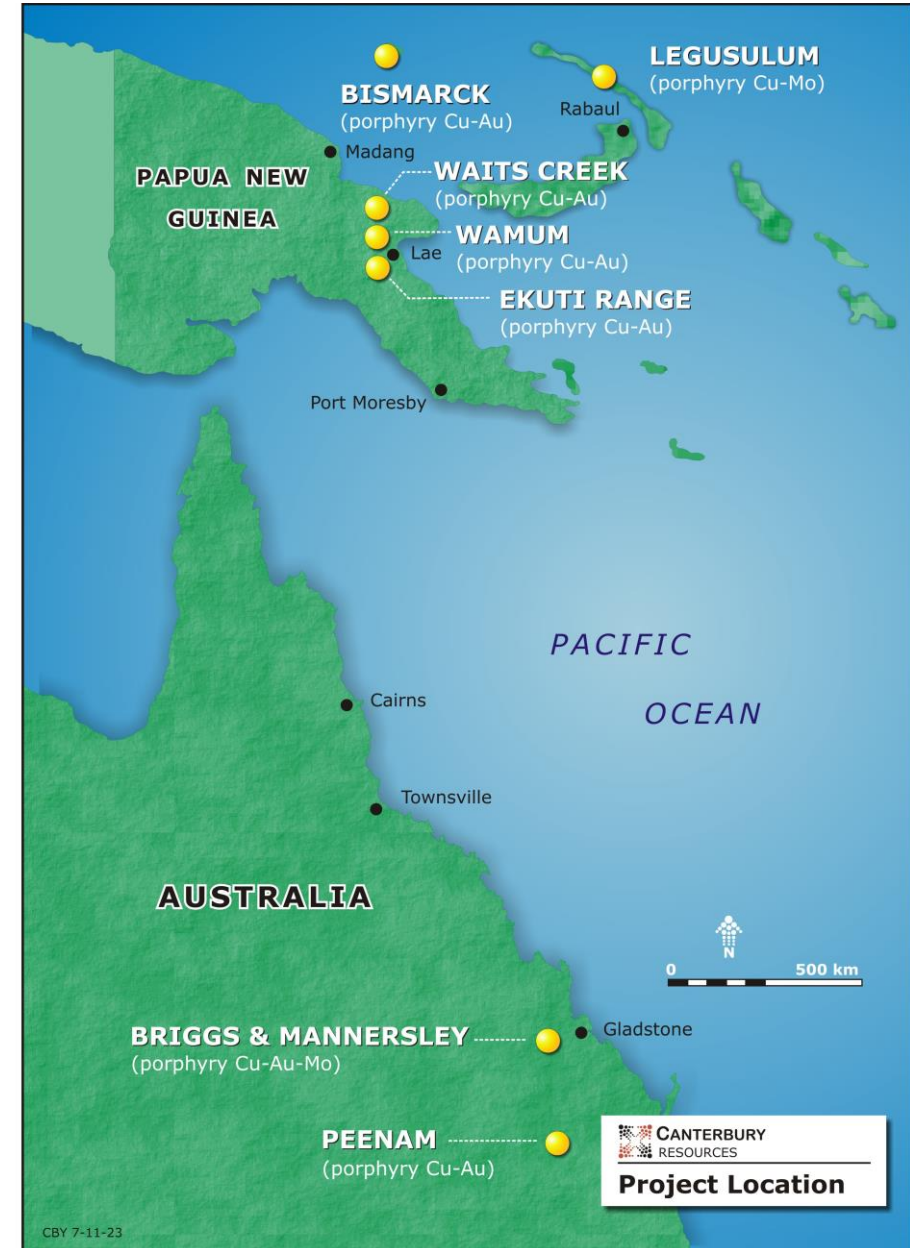 LEGUSULUM
(porphyry Cu-Mo)
BISMARCK
(porphyry Cu-Au)
Rabaul
Madang
PAPUA NEW
GUINEA
WAITS CREEK
(porphyry Cu-Au)
WAMUM
(porphyry Cu-Au)
Lae
EKUTI RANGE
(porphyry Cu-Au)
Port Moresby
PACIFIC
OCEAN
Cairns
Townsville
AUSTRALIA
N
0 500 km
BRIGGS & MANNERSLEY
(porphyry Cu-Au-Mo)
Gladstone
PEENAM
(porphyry Cu-Au)
CANTERBURY
RESOURCES
Project Location
CBY 7-11-23